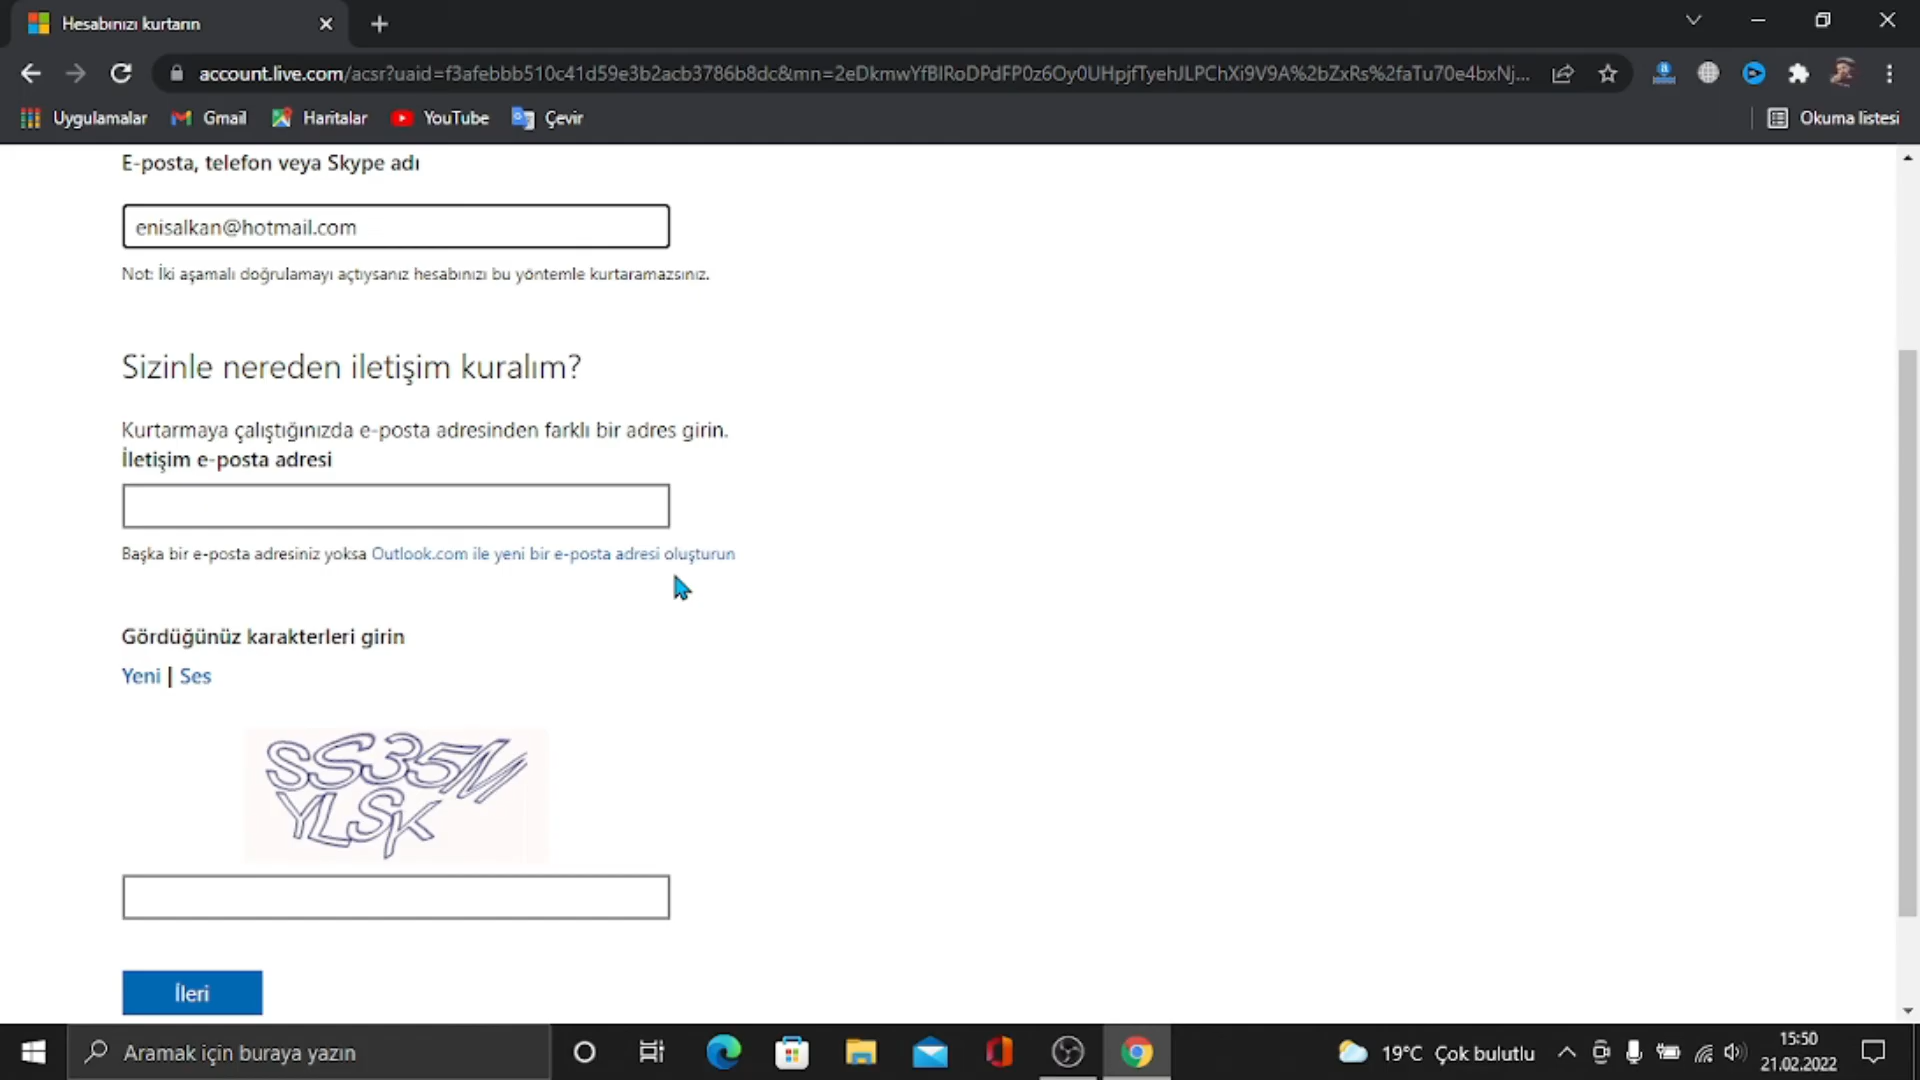 Hesabınızı kurtarın
account.live.com/acsr?uaid=f3afebbb510c41d59e3b2acb3786b8dc&mn=2eDkmwYfBIRoDPdFP0z6Oy0UHpjfTyehJLPChXi9V9A%2bZxRs%2faTu70e4bxNj...
Uygulamalar Gmail Haritalar YouTube Çevir Okuma listesi
E-posta, telefon veya Skype adı
enisalkan@hotmail.com
Not: İki aşamalı doğrulamayı açtıysanız hesabınızı bu yöntemle kurtaramazsınız.
Sizinle nereden iletişim kuralım?
Kurtarmaya çalıştığınızda e-posta adresinden farklı bir adres girin.
İletişim e-posta adresi
Başka bir e-posta adresiniz yoksa Outlook.com ile yeni bir e-posta adresi oluşturun
Gördüğünüz karakterleri girin
Yeni | Ses
SS35M
YLSK
İleri
Aramak için buraya yazın
19°C Çok bulutlu
15:50
21.02.2022